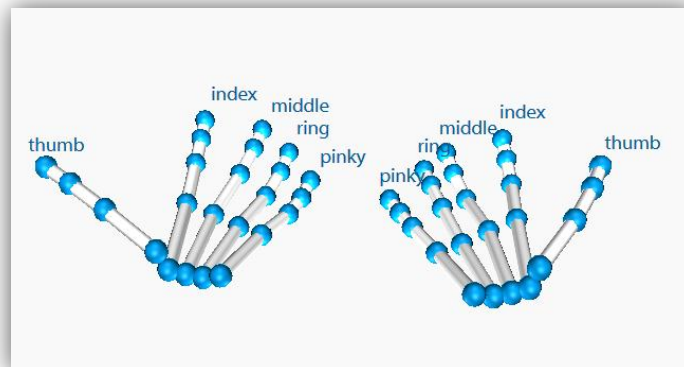 thumb
index
middle
ring
pinky
pinky
ring
middle
index
thumb